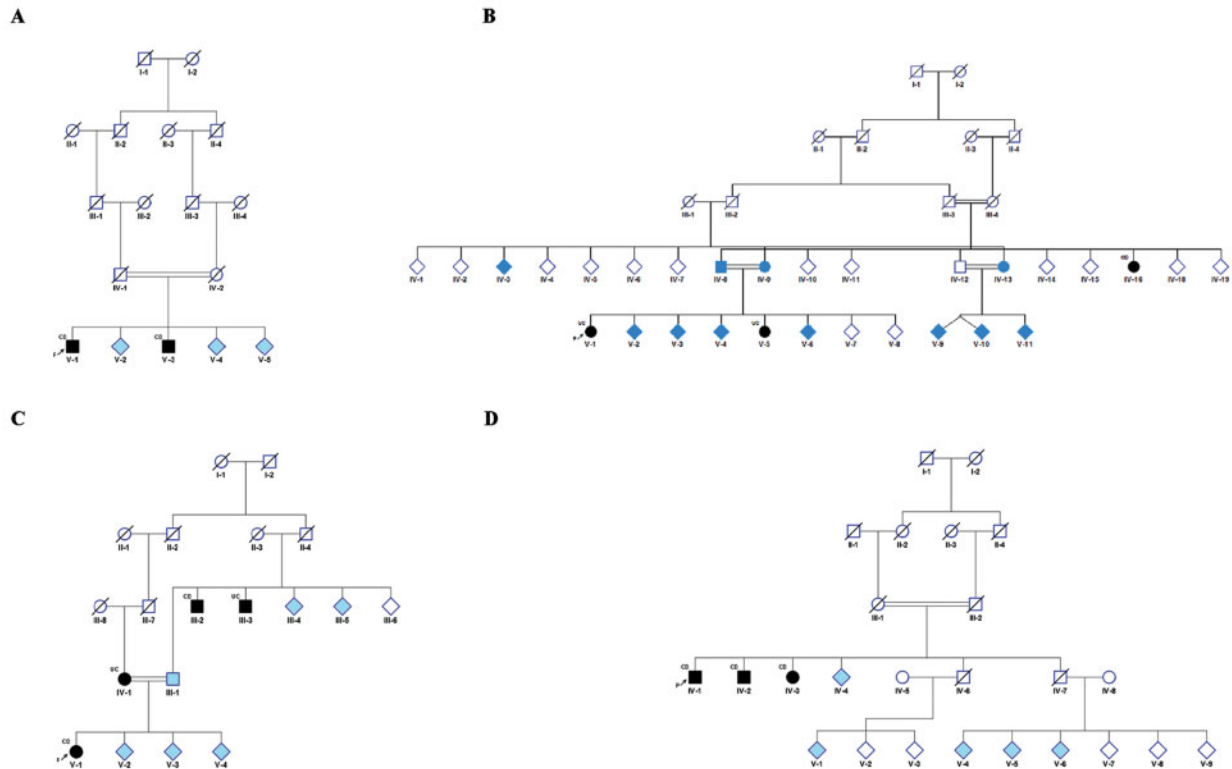 A
B
I-1 I-2
I-1 I-2
II-1 II-2 II-3 II-4
II-1 II-2 II-3 II-4
III-1 III-2 III-3 III-4
III-1 III-2 III-3 III-4
IV-1 IV-2
IV-1 IV-2 IV-3 IV-4 IV-5 IV-6 IV-7 IV-8 IV-9 IV-10 IV-11 IV-12 IV-13 IV-14 IV-15 CD IV-16 IV-18 IV-19
CD CD
P V-1 V-2 V-3 V-4 V-5
UC UC
P V-1 V-2 V-3 V-4 V-5 V-6 V-7 V-8 V-9 V-10 V-11
C
D
I-1 I-2
I-1 I-2
II-1 II-2 II-3 II-4
II-1 II-2 II-3 II-4
CD UC
III-8 III-7 III-2 III-3 III-4 III-5 III-6
III-1 III-2
UC
IV-1 III-1
CD CD CD
P IV-1 IV-2 IV-3 IV-4 IV-5 IV-6 IV-7 IV-8
CD
P V-1 V-2 V-3 V-4
V-1 V-2 V-3 V-4 V-5 V-6 V-7 V-8 V-9